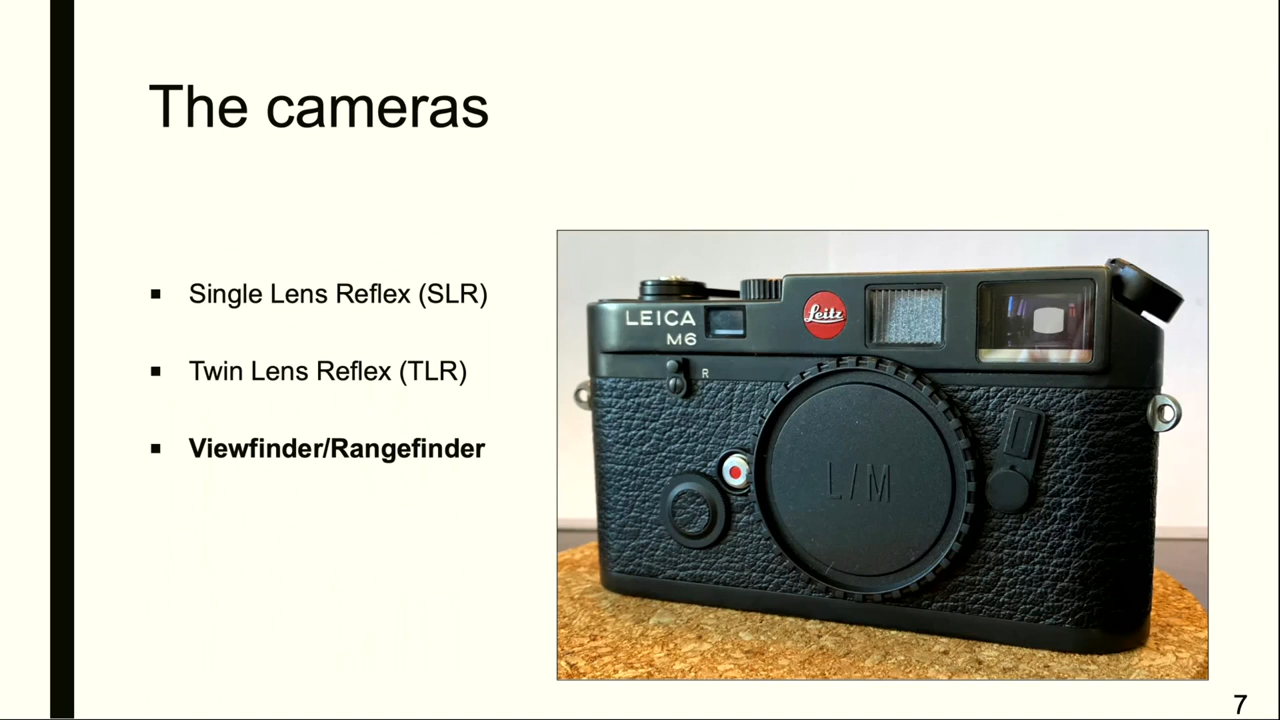 The cameras
Single Lens Reflex (SLR)
Twin Lens Reflex (TLR)
Viewfinder/Rangefinder
LEICA
M6
Leitz
R
L/M
7